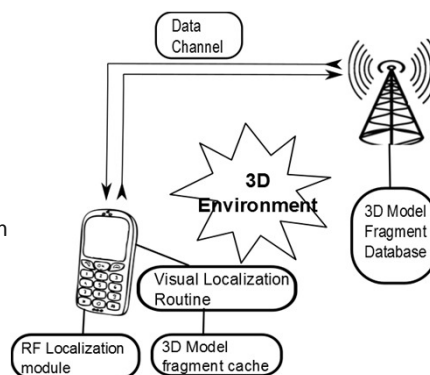 Data
Channel
3D
Environment
3D Model
Fragment
Database
n
Visual Localization
Routine
RF Localization
module
3D Model
fragment cache